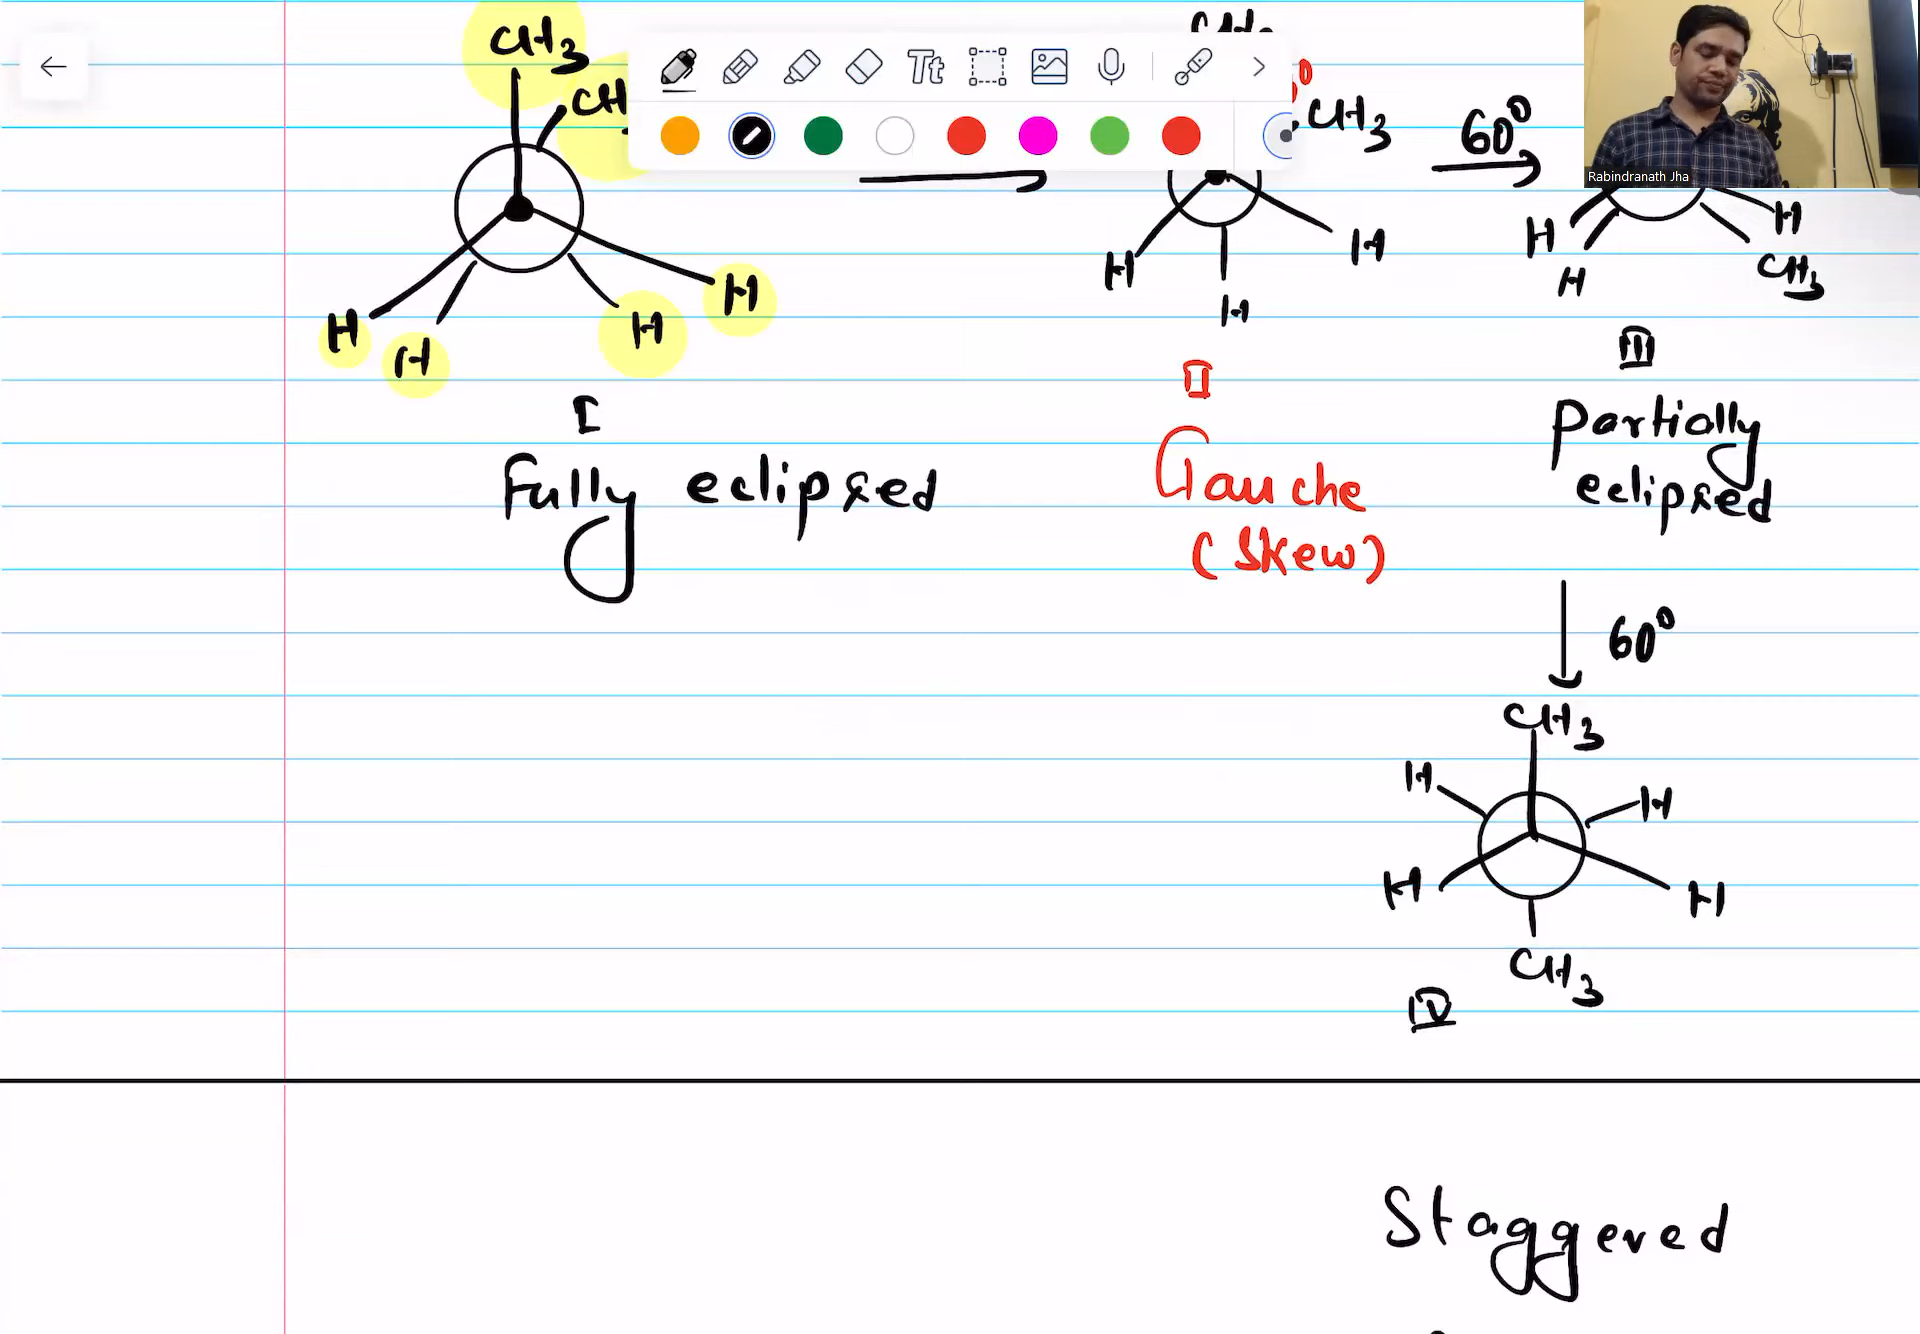 CH3
CH
Tt
CH3
60°
Rabindranath Jha
H
H
H
H
H
H
H
H
H
H
CH3
I
II
III
Fully eclipsed
Gauche
(Skew)
Partially
eclipsed
60°
CH3
H
H
H
H
CH3
IV
Staggered